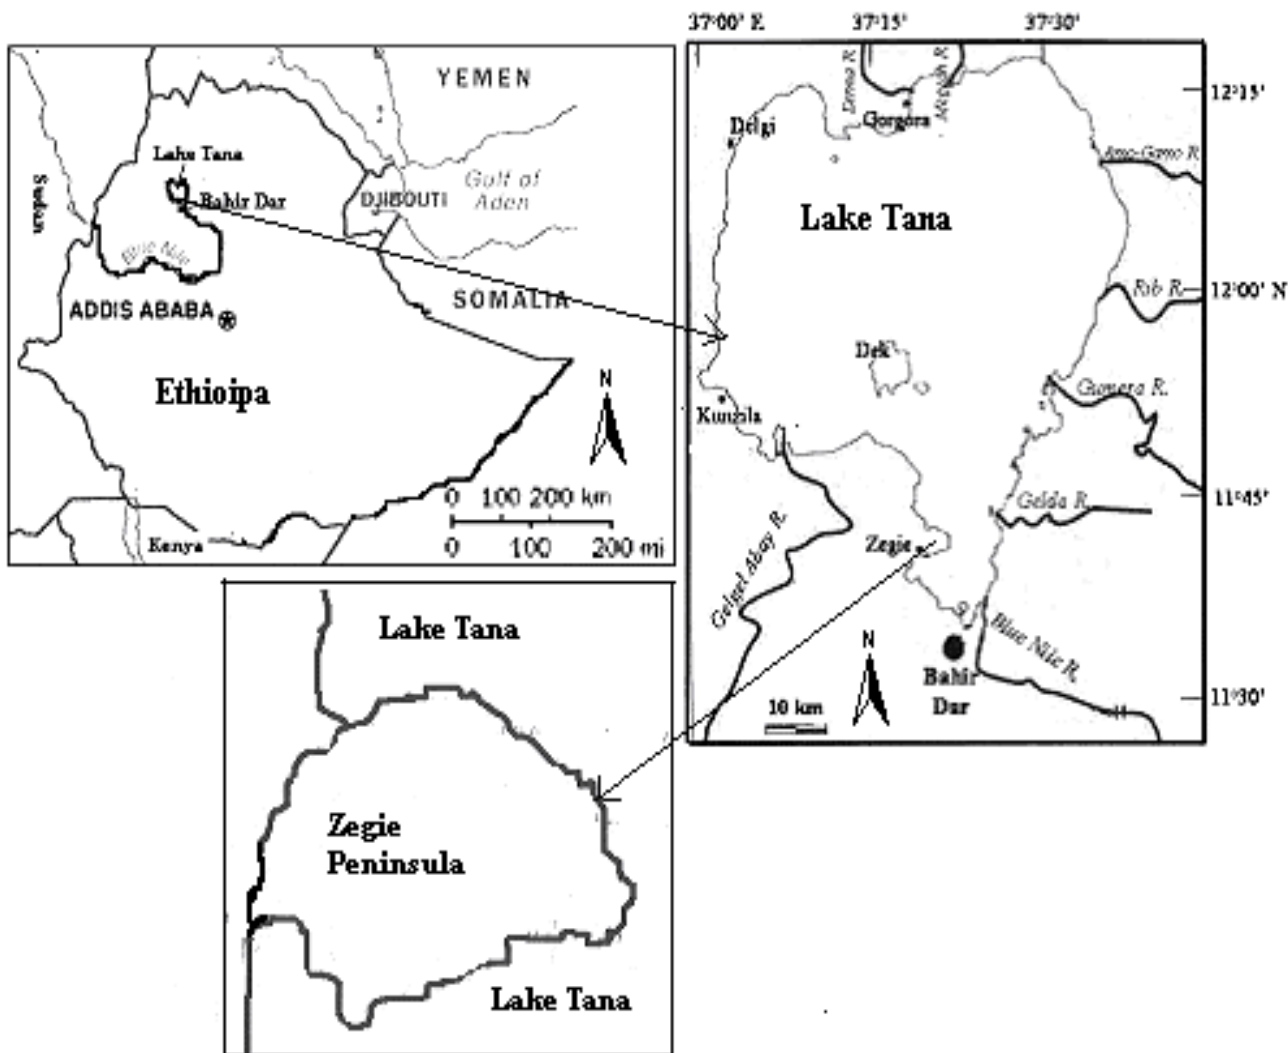 YEMEN
Lake Tana
Bahir Dar
Sudan
DJIBOUTI
Gulf of
Aden
Blue Nile
ADDIS ABABA
SOMALIA
Ethioipa
N
0 100 200 km
0 100 200 mi
Kenya
37°00' E 37°15' 37°30'
12°15'
12°00' N
11°45'
11°30'
Gorgora
Delgi
Lake Tana
Rib R.
Dek
Gumera R.
Kunzila
Gelda R.
Zegie
Gelgel Abay R.
Blue Nile R.
N
Bahir
Dar
10 km
Lake Tana
Zegie
Peninsula
Lake Tana